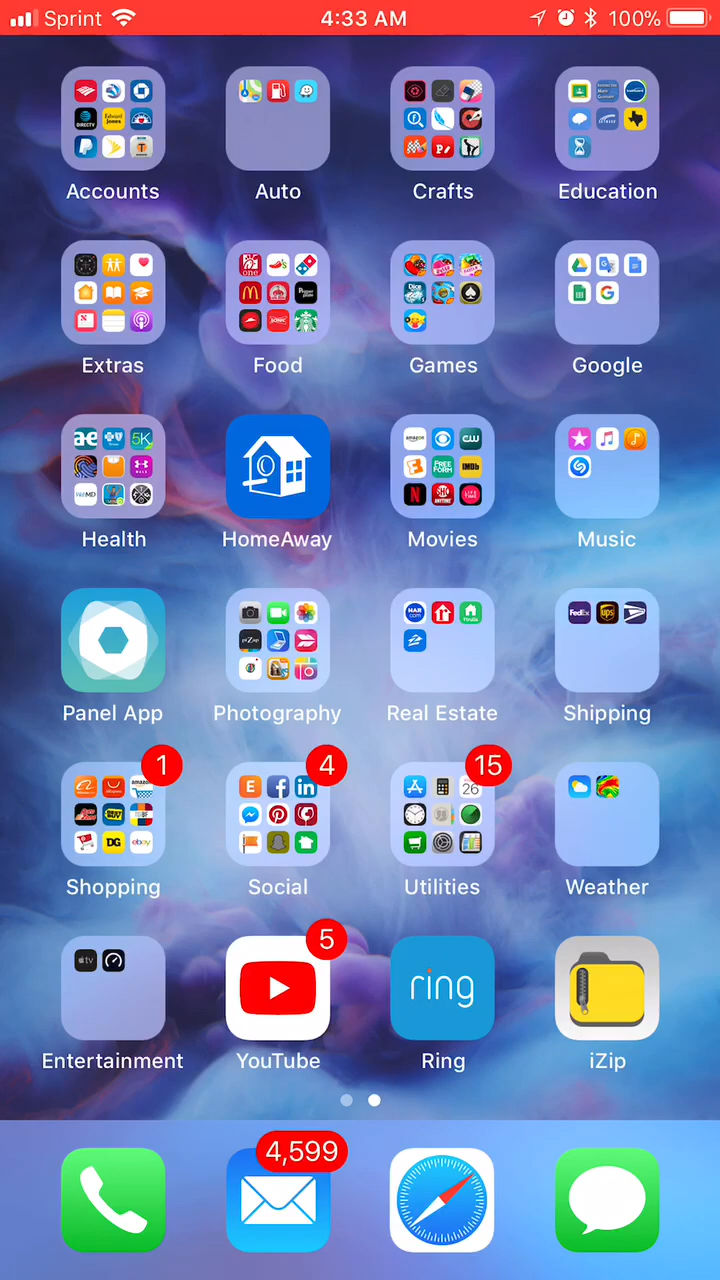 Sprint 4:33 AM 100%
Accounts Auto Crafts Education
Extras Food Games Google
Health HomeAway Movies Music
Panel App Photography Real Estate Shipping
1 4 15
Shopping Social Utilities Weather
5
ring
Entertainment YouTube Ring iZip
4,599